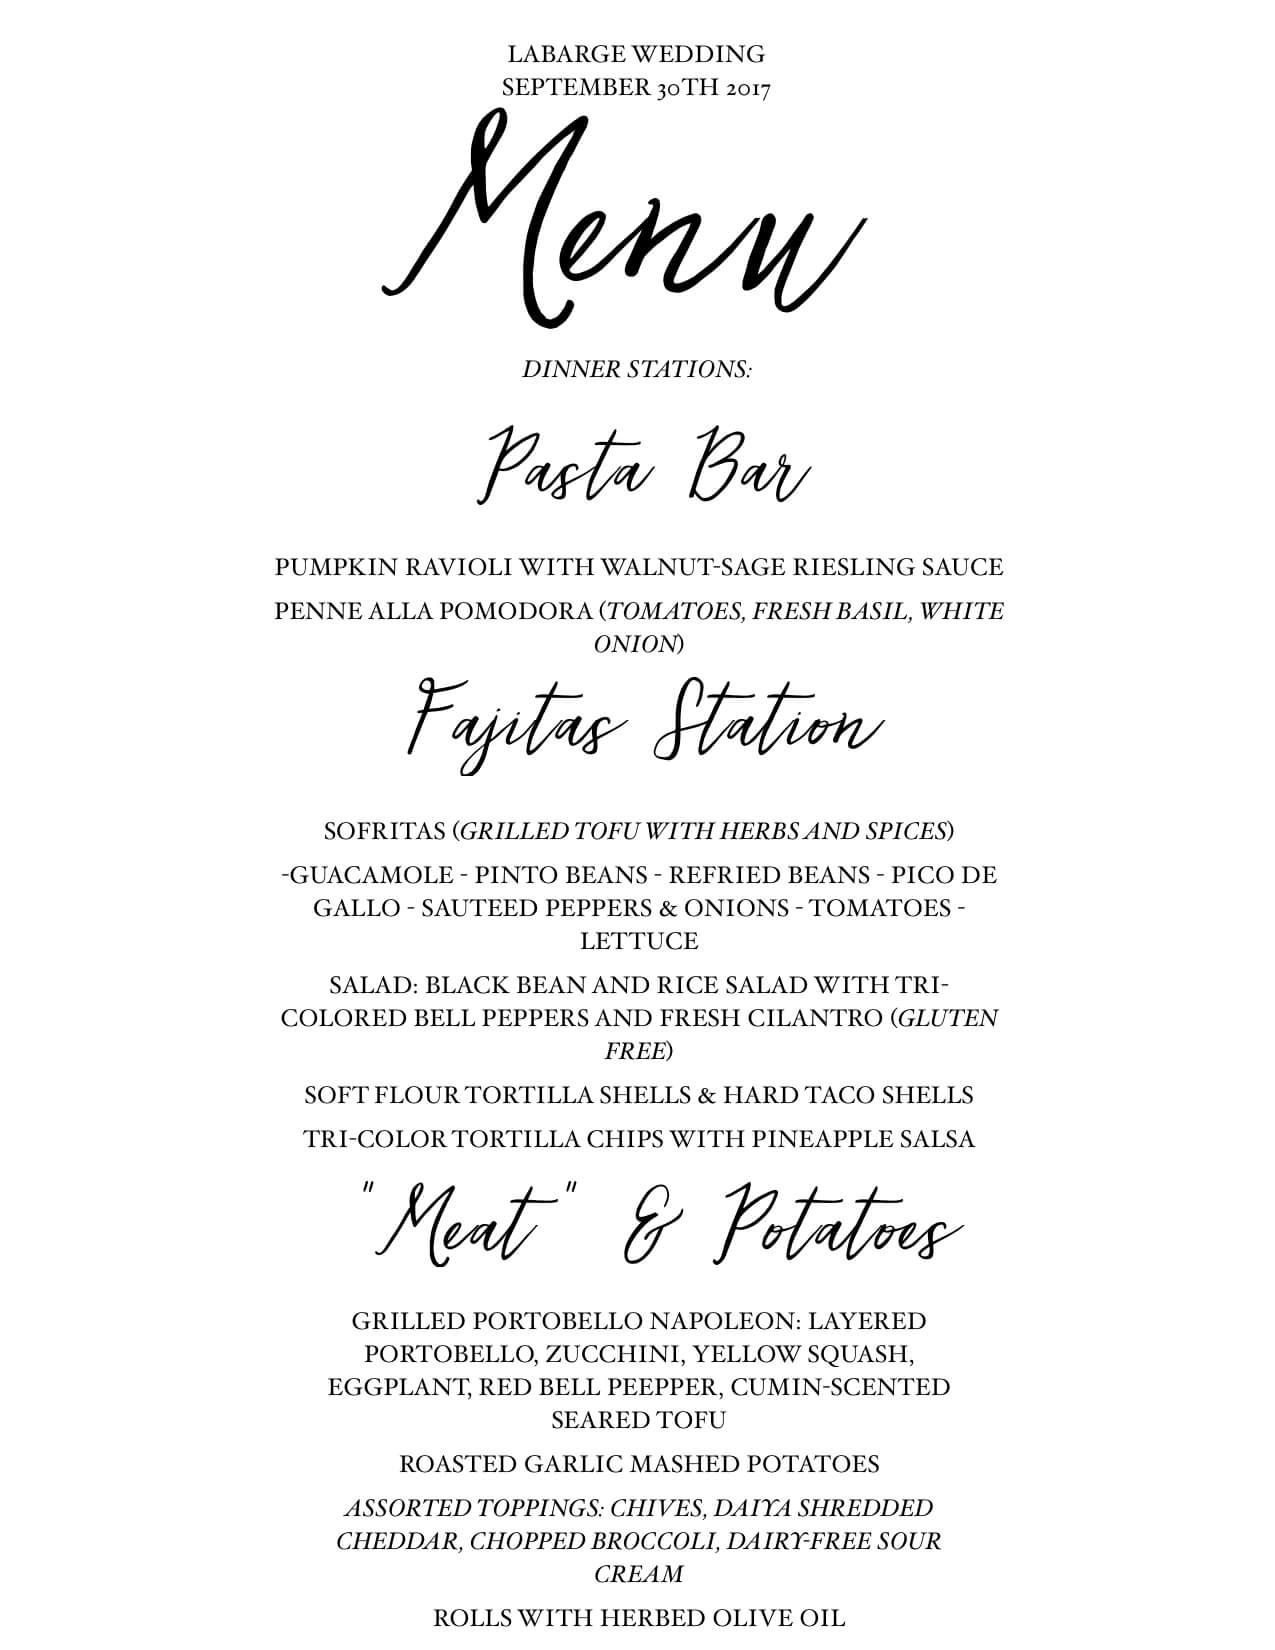 LABARGE WEDDING
SEPTEMBER 30TH 2017
Menu
DINNER STATIONS:
Pasta Bar
PUMPKIN RAVIOLI WITH WALNUT-SAGE RIESLING SAUCE
PENNE ALLA POMODORA (TOMATOES, FRESH BASIL, WHITE
ONION)
Fajitas Station
SOFRITAS (GRILLED TOFU WITH HERBS AND SPICES)
-GUACAMOLE - PINTO BEANS - REFRIED BEANS - PICO DE
GALLO - SAUTEED PEPPERS & ONIONS - TOMATOES -
LETTUCE
SALAD: BLACK BEAN AND RICE SALAD WITH TRI-
COLORED BELL PEPPERS AND FRESH CILANTRO (GLUTEN
FREE)
SOFT FLOUR TORTILLA SHELLS & HARD TACO SHELLS
TRI-COLOR TORTILLA CHIPS WITH PINEAPPLE SALSA
"Meat" & Potatoes
GRILLED PORTOBELLO NAPOLEON: LAYERED
PORTOBELLO, ZUCCHINI, YELLOW SQUASH,
EGGPLANT, RED BELL PEEPPER, CUMIN-SCENTED
SEARED TOFU
ROASTED GARLIC MASHED POTATOES
ASSORTED TOPPINGS: CHIVES, DAIYA SHREDDED
CHEDDAR, CHOPPED BROCCOLI, DAIRY-FREE SOUR
CREAM
ROLLS WITH HERBED OLIVE OIL